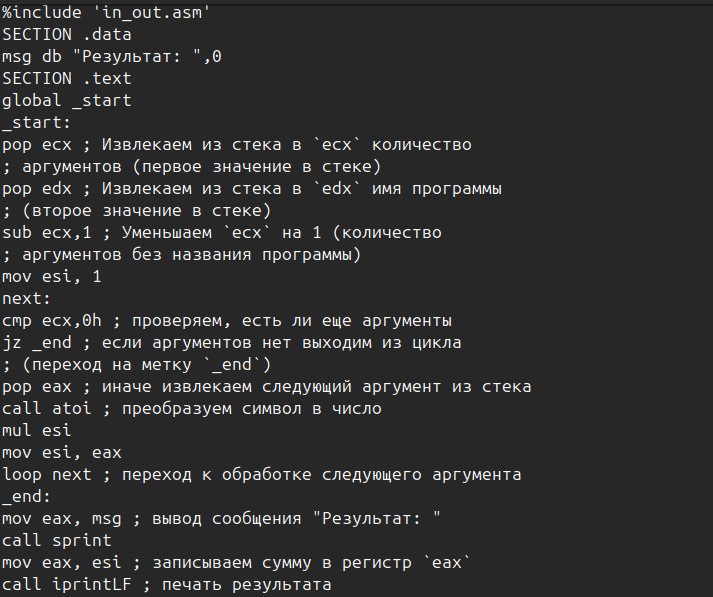 %include 'in_out.asm'
SECTION .data
msg db "Результат: ",0
SECTION .text
global _start
_start:
pop ecx ; Извлекаем из стека в `ecx` количество
; аргументов (первое значение в стеке)
pop edx ; Извлекаем из стека в `edx` имя программы
; (второе значение в стеке)
sub ecx,1 ; Уменьшаем `ecx` на 1 (количество
; аргументов без названия программы)
mov esi, 1
next:
cmp ecx,0h ; проверяем, есть ли еще аргументы
jz _end ; если аргументов нет выходим из цикла
; (переход на метку `_end`)
pop eax ; иначе извлекаем следующий аргумент из стека
call atoi ; преобразуем символ в число
mul esi
mov esi, eax
loop next ; переход к обработке следующего аргумента
_end:
mov eax, msg ; вывод сообщения "Результат: "
call sprint
mov eax, esi ; записываем сумму в регистр `eax`
call iprintLF ; печать результата